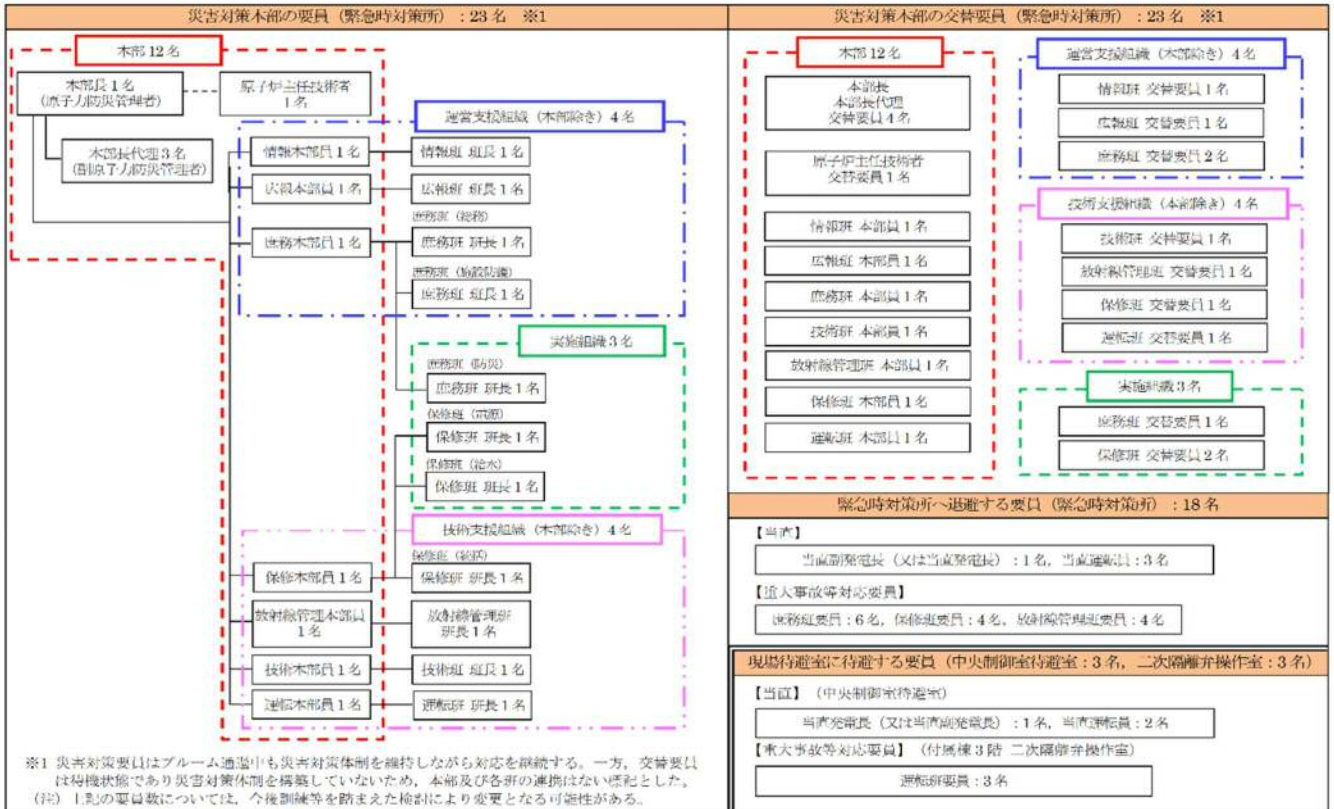 災害対策本部の要員（緊急時対策所）：23名　※1
本部12名
本部長1名
（原子力防災管理者）
原子炉主任技術者
1名
本部長代理3名
（副原子力防災管理者）
運営支援組織（本部除き）4名
情報本部員1名
情報班 班長1名
広報本部員1名
広報班 班長1名
庶務班（総務）
庶務本部員1名
庶務班 班長1名
庶務班（施設防護）
庶務班 班長1名
実施組織3名
庶務班（防災）
庶務班 班長1名
保修班（電源）
保修班 班長1名
保修班（給水）
保修班 班長1名
技術支援組織（本部除き）4名
保修班（統括）
保修本部員1名
保修班 班長1名
放射線管理本部員
1名
放射線管理班
班長1名
技術本部員1名
技術班 班長1名
運転本部員1名
運転班 班長1名
※1 災害対策要員はプルーム通過中も災害対策体制を維持しながら対応を継続する。一方，交替要員
は待機状態であり災害対策体制を構築していないため，本部及び各班の連携はない標記とした。
（注）上記の要員数については，今後訓練等を踏まえた検討により変更となる可能性がある。
災害対策本部の交替要員（緊急時対策所）：23名　※1
本部12名
本部長
本部長代理
交替要員4名
原子炉主任技術者
交替要員1名
情報班 本部員1名
広報班 本部員1名
庶務班 本部員1名
技術班 本部員1名
放射線管理班 本部員1名
保修班 本部員1名
運転班 本部員1名
運営支援組織（本部除き）4名
情報班 交替要員1名
広報班 交替要員1名
庶務班 交替要員2名
技術支援組織（本部除き）4名
技術班 交替要員1名
放射線管理班 交替要員1名
保修班 交替要員1名
運転班 交替要員1名
実施組織3名
庶務班 交替要員1名
保修班 交替要員2名
緊急時対策所へ退避する要員（緊急時対策所）：18名
【当直】
当直副発電長（又は当直発電長）：1名，当直運転員：3名
【重大事故等対応要員】
庶務班要員：6名，保修班要員：4名，放射線管理班要員：4名
現場待避室に待避する要員（中央制御室待避室：3名，二次隔離弁操作室：3名）
【当直】（中央制御室待避室）
当直発電長（又は当直副発電長）：1名，当直運転員：2名
【重大事故等対応要員】（付属棟3階 二次隔離弁操作室）
運転班要員：3名